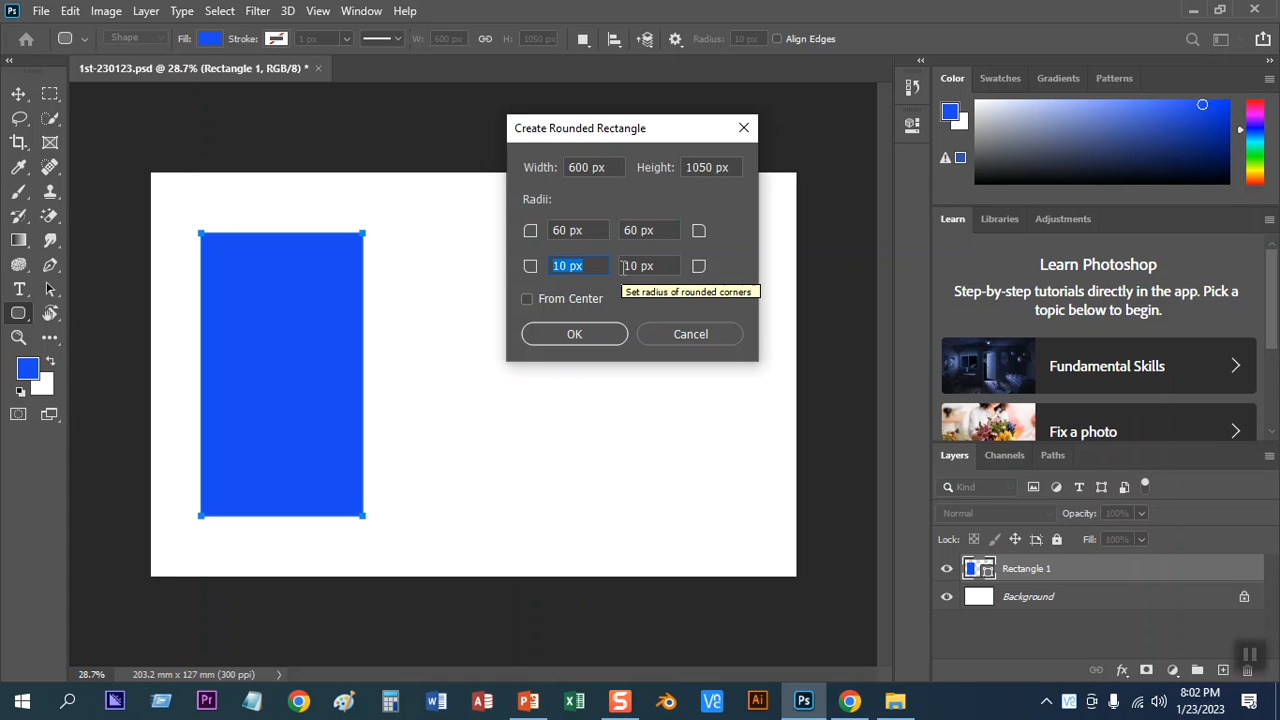 Ps File Edit Image Layer Type Select Filter 3D View Window Help
Shape Fill: Stroke: 1 px W: 600 px H: 1050 px Radius: 10 px Align Edges
1st-230123.psd @ 28.7% (Rectangle 1, RGB/8) * ×
Color Swatches Gradients Patterns
Create Rounded Rectangle
Width: 600 px Height: 1050 px
Radii:
60 px 60 px
10 px 10 px
Set radius of rounded corners
From Center
OK Cancel
Learn Libraries Adjustments
Learn Photoshop
Step-by-step tutorials directly in the app. Pick a
topic below to begin.
Fundamental Skills
Fix a photo
Layers Channels Paths
Kind
Normal Opacity: 100%
Lock: Fill: 100%
Rectangle 1
Background
28.7% 203.2 mm x 127 mm (300 ppi)
8:02 PM
1/23/2023